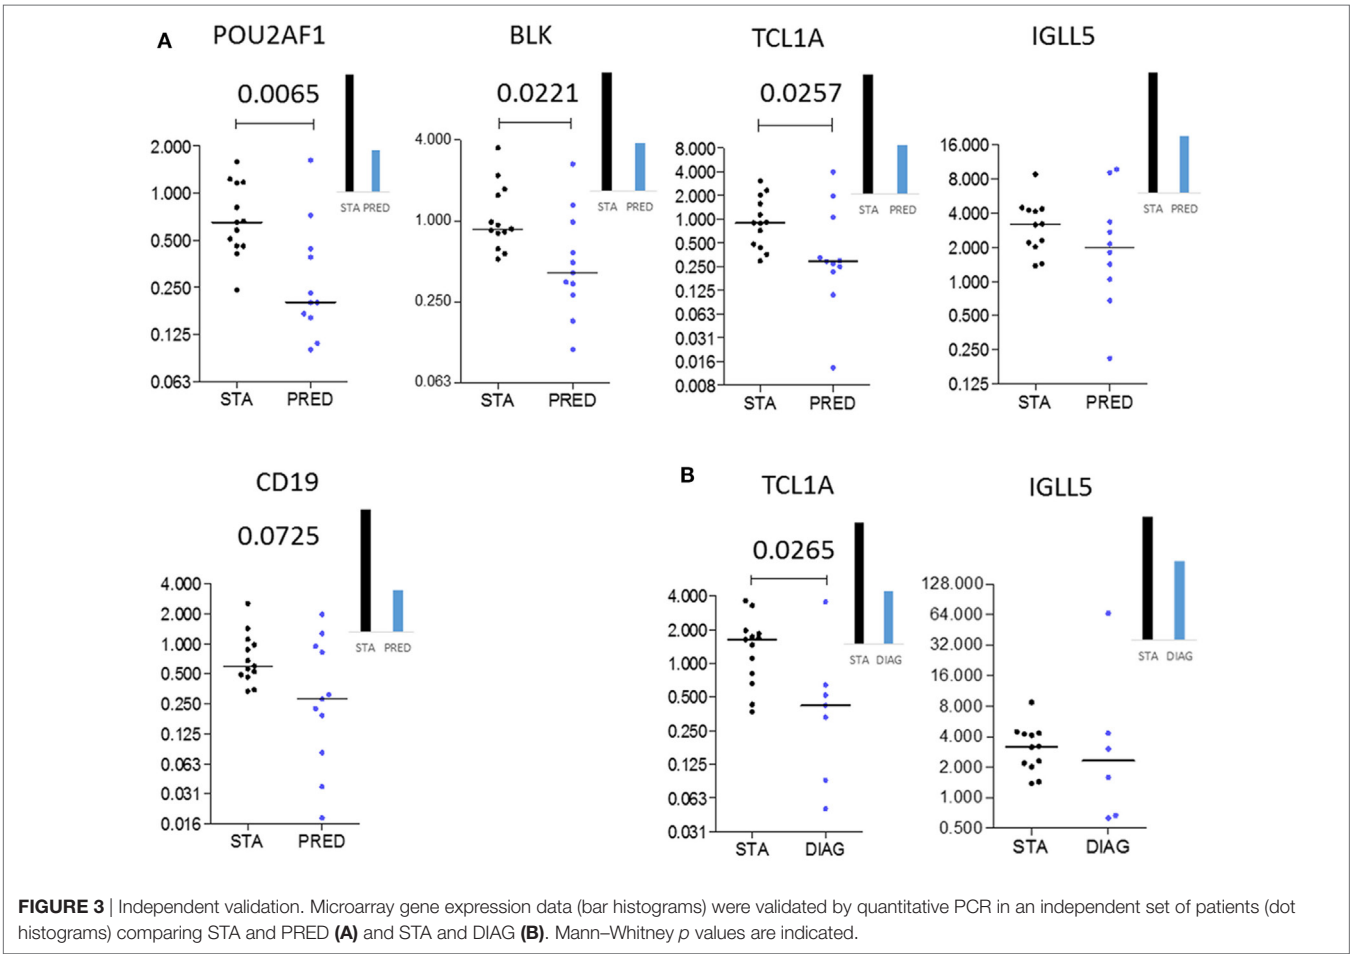 A
POU2AF1
0.0065
STA PRED
2.000
1.000
0.500
0.250
0.125
0.063
STA PRED
BLK
0.0221
STA PRED
4.000
1.000
0.250
0.063
STA PRED
TCL1A
0.0257
STA PRED
8.000
4.000
2.000
1.000
0.500
0.250
0.125
0.063
0.031
0.016
0.008
STA PRED
IGLL5
STA PRED
16.000
8.000
4.000
2.000
1.000
0.500
0.250
0.125
STA PRED
CD19
0.0725
STA PRED
4.000
2.000
1.000
0.500
0.250
0.125
0.063
0.031
0.016
STA PRED
B
TCL1A
0.0265
STA DIAG
4.000
2.000
1.000
0.500
0.250
0.125
0.063
0.031
STA DIAG
IGLL5
STA DIAG
128.000
64.000
32.000
16.000
8.000
4.000
2.000
1.000
0.500
STA DIAG
FIGURE 3 | Independent validation. Microarray gene expression data (bar histograms) were validated by quantitative PCR in an independent set of patients (dot
histograms) comparing STA and PRED (A) and STA and DIAG (B). Mann–Whitney p values are indicated.